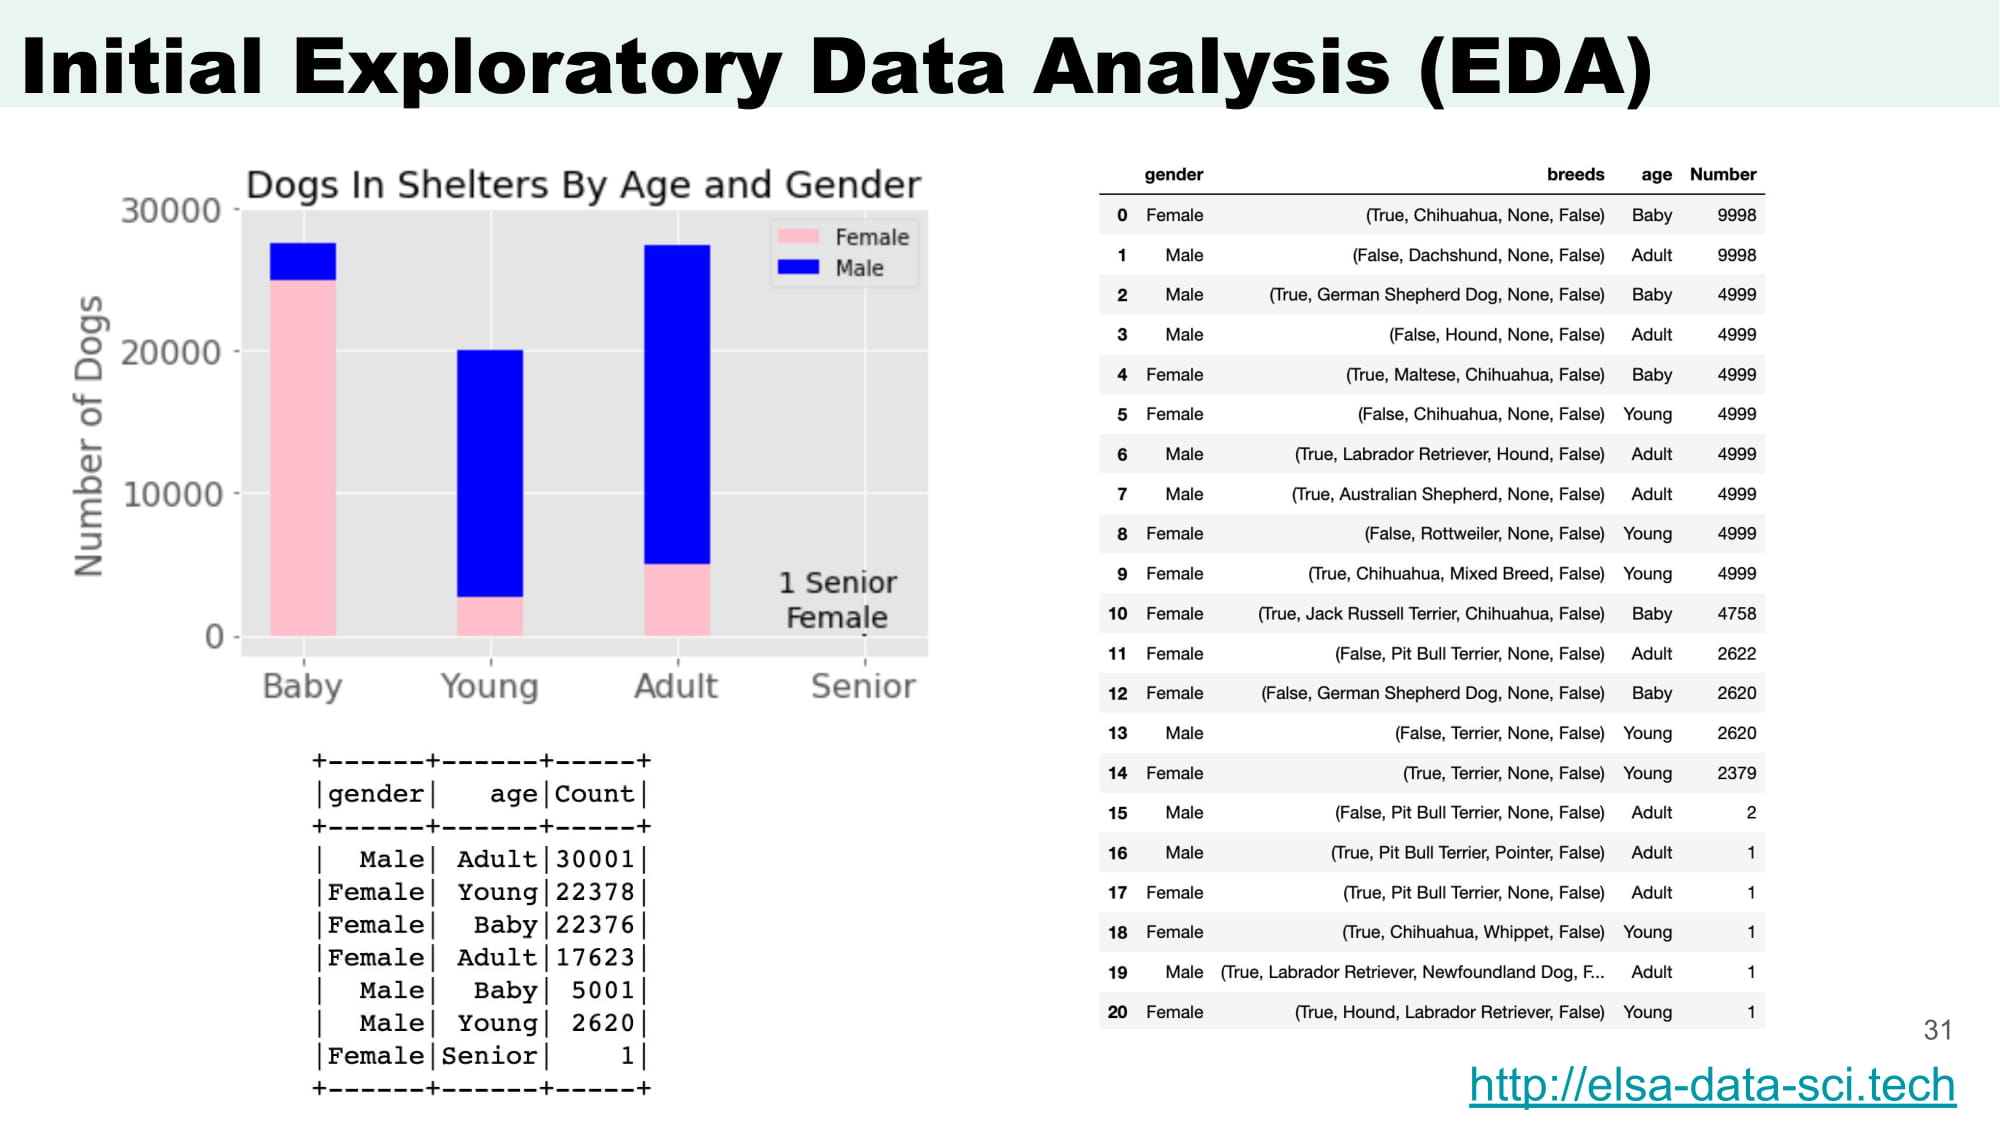 Initial Exploratory Data Analysis (EDA)
Dogs In Shelters By Age and Gender
30000
20000
10000
0
Number of Dogs
Female
Male
1 Senior
Female
Baby Young Adult Senior
+------+------+-----+
|gender|   age|Count|
+------+------+-----+
|  Male| Adult|30001|
|Female| Young|22378|
|Female|  Baby|22376|
|Female| Adult|17623|
|  Male|  Baby| 5001|
|  Male| Young| 2620|
|Female|Senior|    1|
+------+------+-----+
gender breeds age Number
0 Female (True, Chihuahua, None, False) Baby 9998
1 Male (False, Dachshund, None, False) Adult 9998
2 Male (True, German Shepherd Dog, None, False) Baby 4999
3 Male (False, Hound, None, False) Adult 4999
4 Female (True, Maltese, Chihuahua, False) Baby 4999
5 Female (False, Chihuahua, None, False) Young 4999
6 Male (True, Labrador Retriever, Hound, False) Adult 4999
7 Male (True, Australian Shepherd, None, False) Adult 4999
8 Female (False, Rottweiler, None, False) Young 4999
9 Female (True, Chihuahua, Mixed Breed, False) Young 4999
10 Female (True, Jack Russell Terrier, Chihuahua, False) Baby 4758
11 Female (False, Pit Bull Terrier, None, False) Adult 2622
12 Female (False, German Shepherd Dog, None, False) Baby 2620
13 Male (False, Terrier, None, False) Young 2620
14 Female (True, Terrier, None, False) Young 2379
15 Male (False, Pit Bull Terrier, None, False) Adult 2
16 Male (True, Pit Bull Terrier, Pointer, False) Adult 1
17 Female (True, Pit Bull Terrier, None, False) Adult 1
18 Female (True, Chihuahua, Whippet, False) Young 1
19 Male (True, Labrador Retriever, Newfoundland Dog, F... Adult 1
20 Female (True, Hound, Labrador Retriever, False) Young 1
31
http://elsa-data-sci.tech